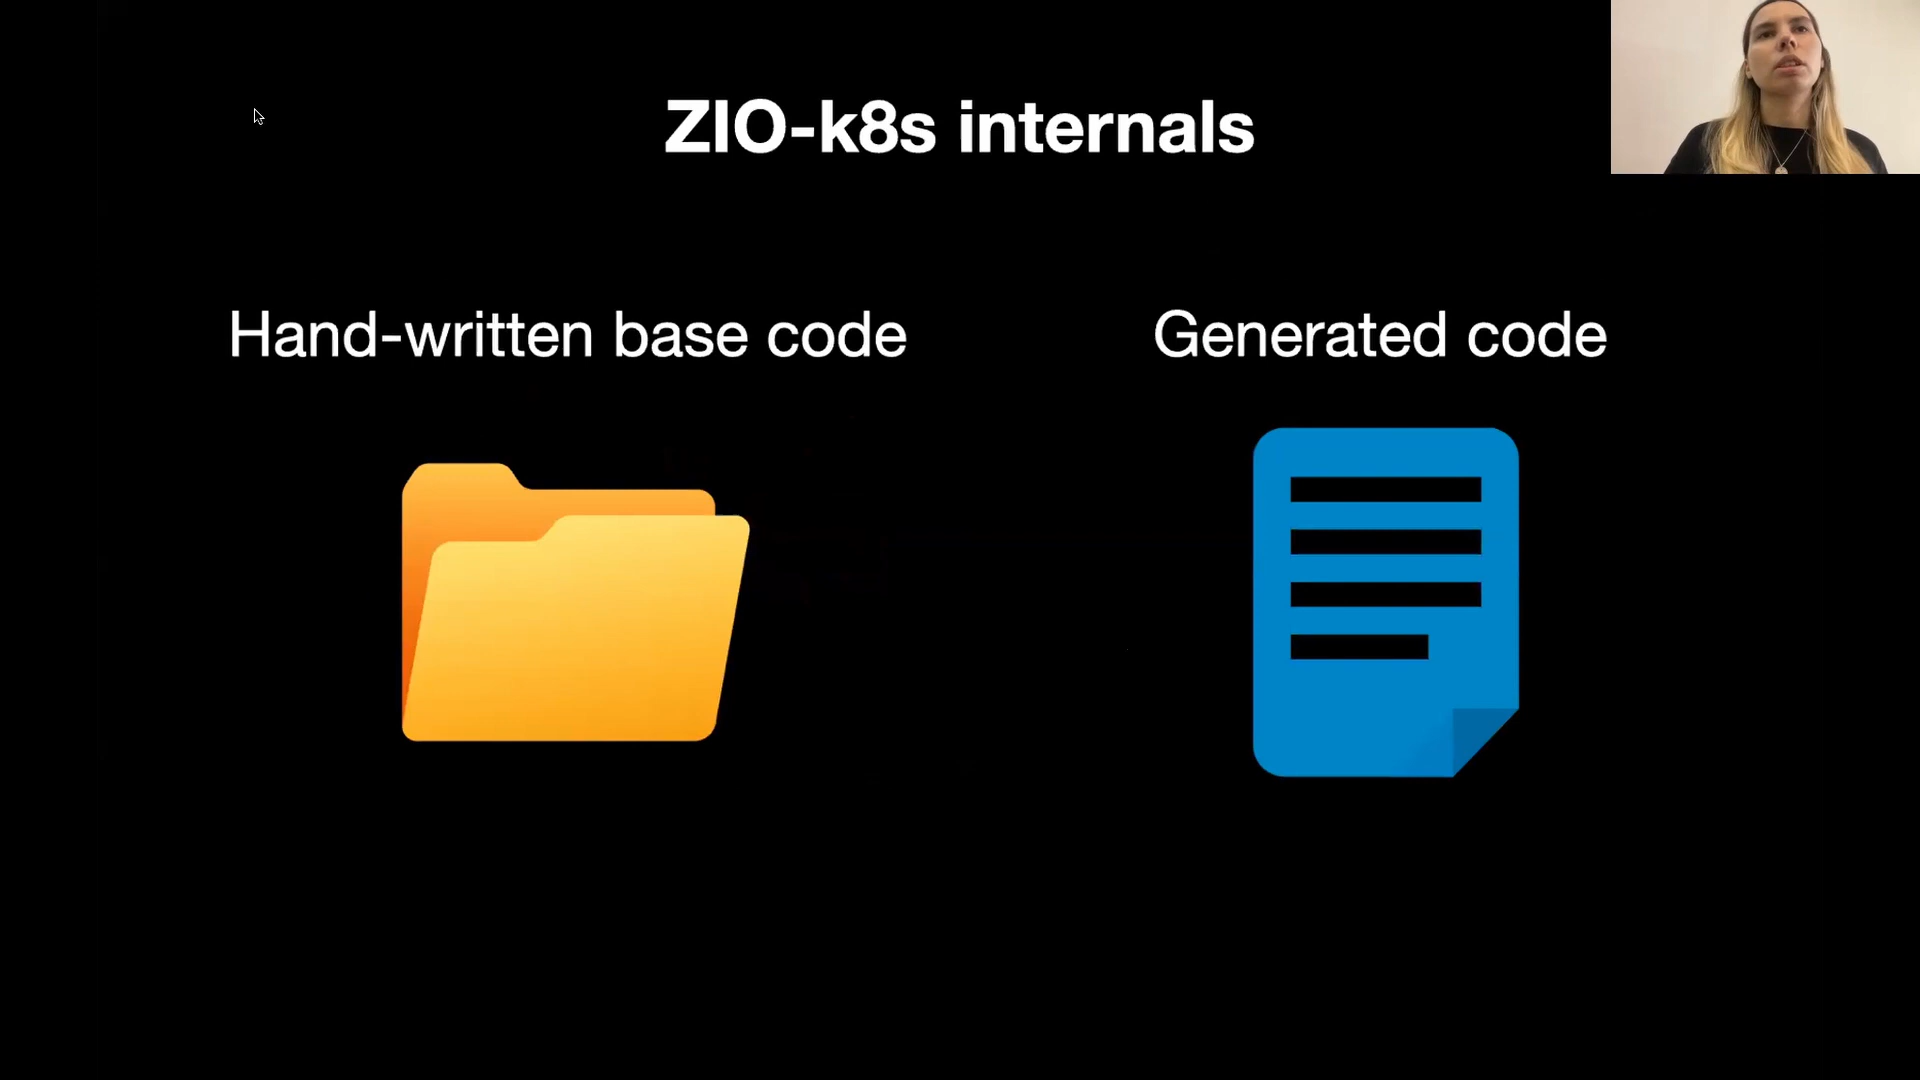 ZIO-k8s internals
Hand-written base code
Generated code